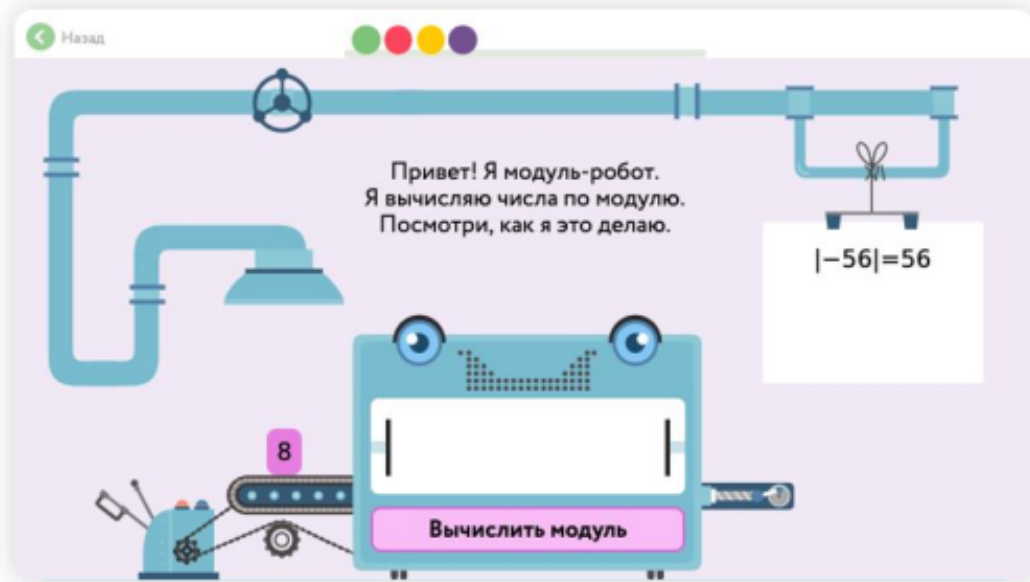 Назад
Привет! Я модуль-робот.
Я вычисляю числа по модулю.
Посмотри, как я это делаю.
|−56|=56
8
Вычислить модуль